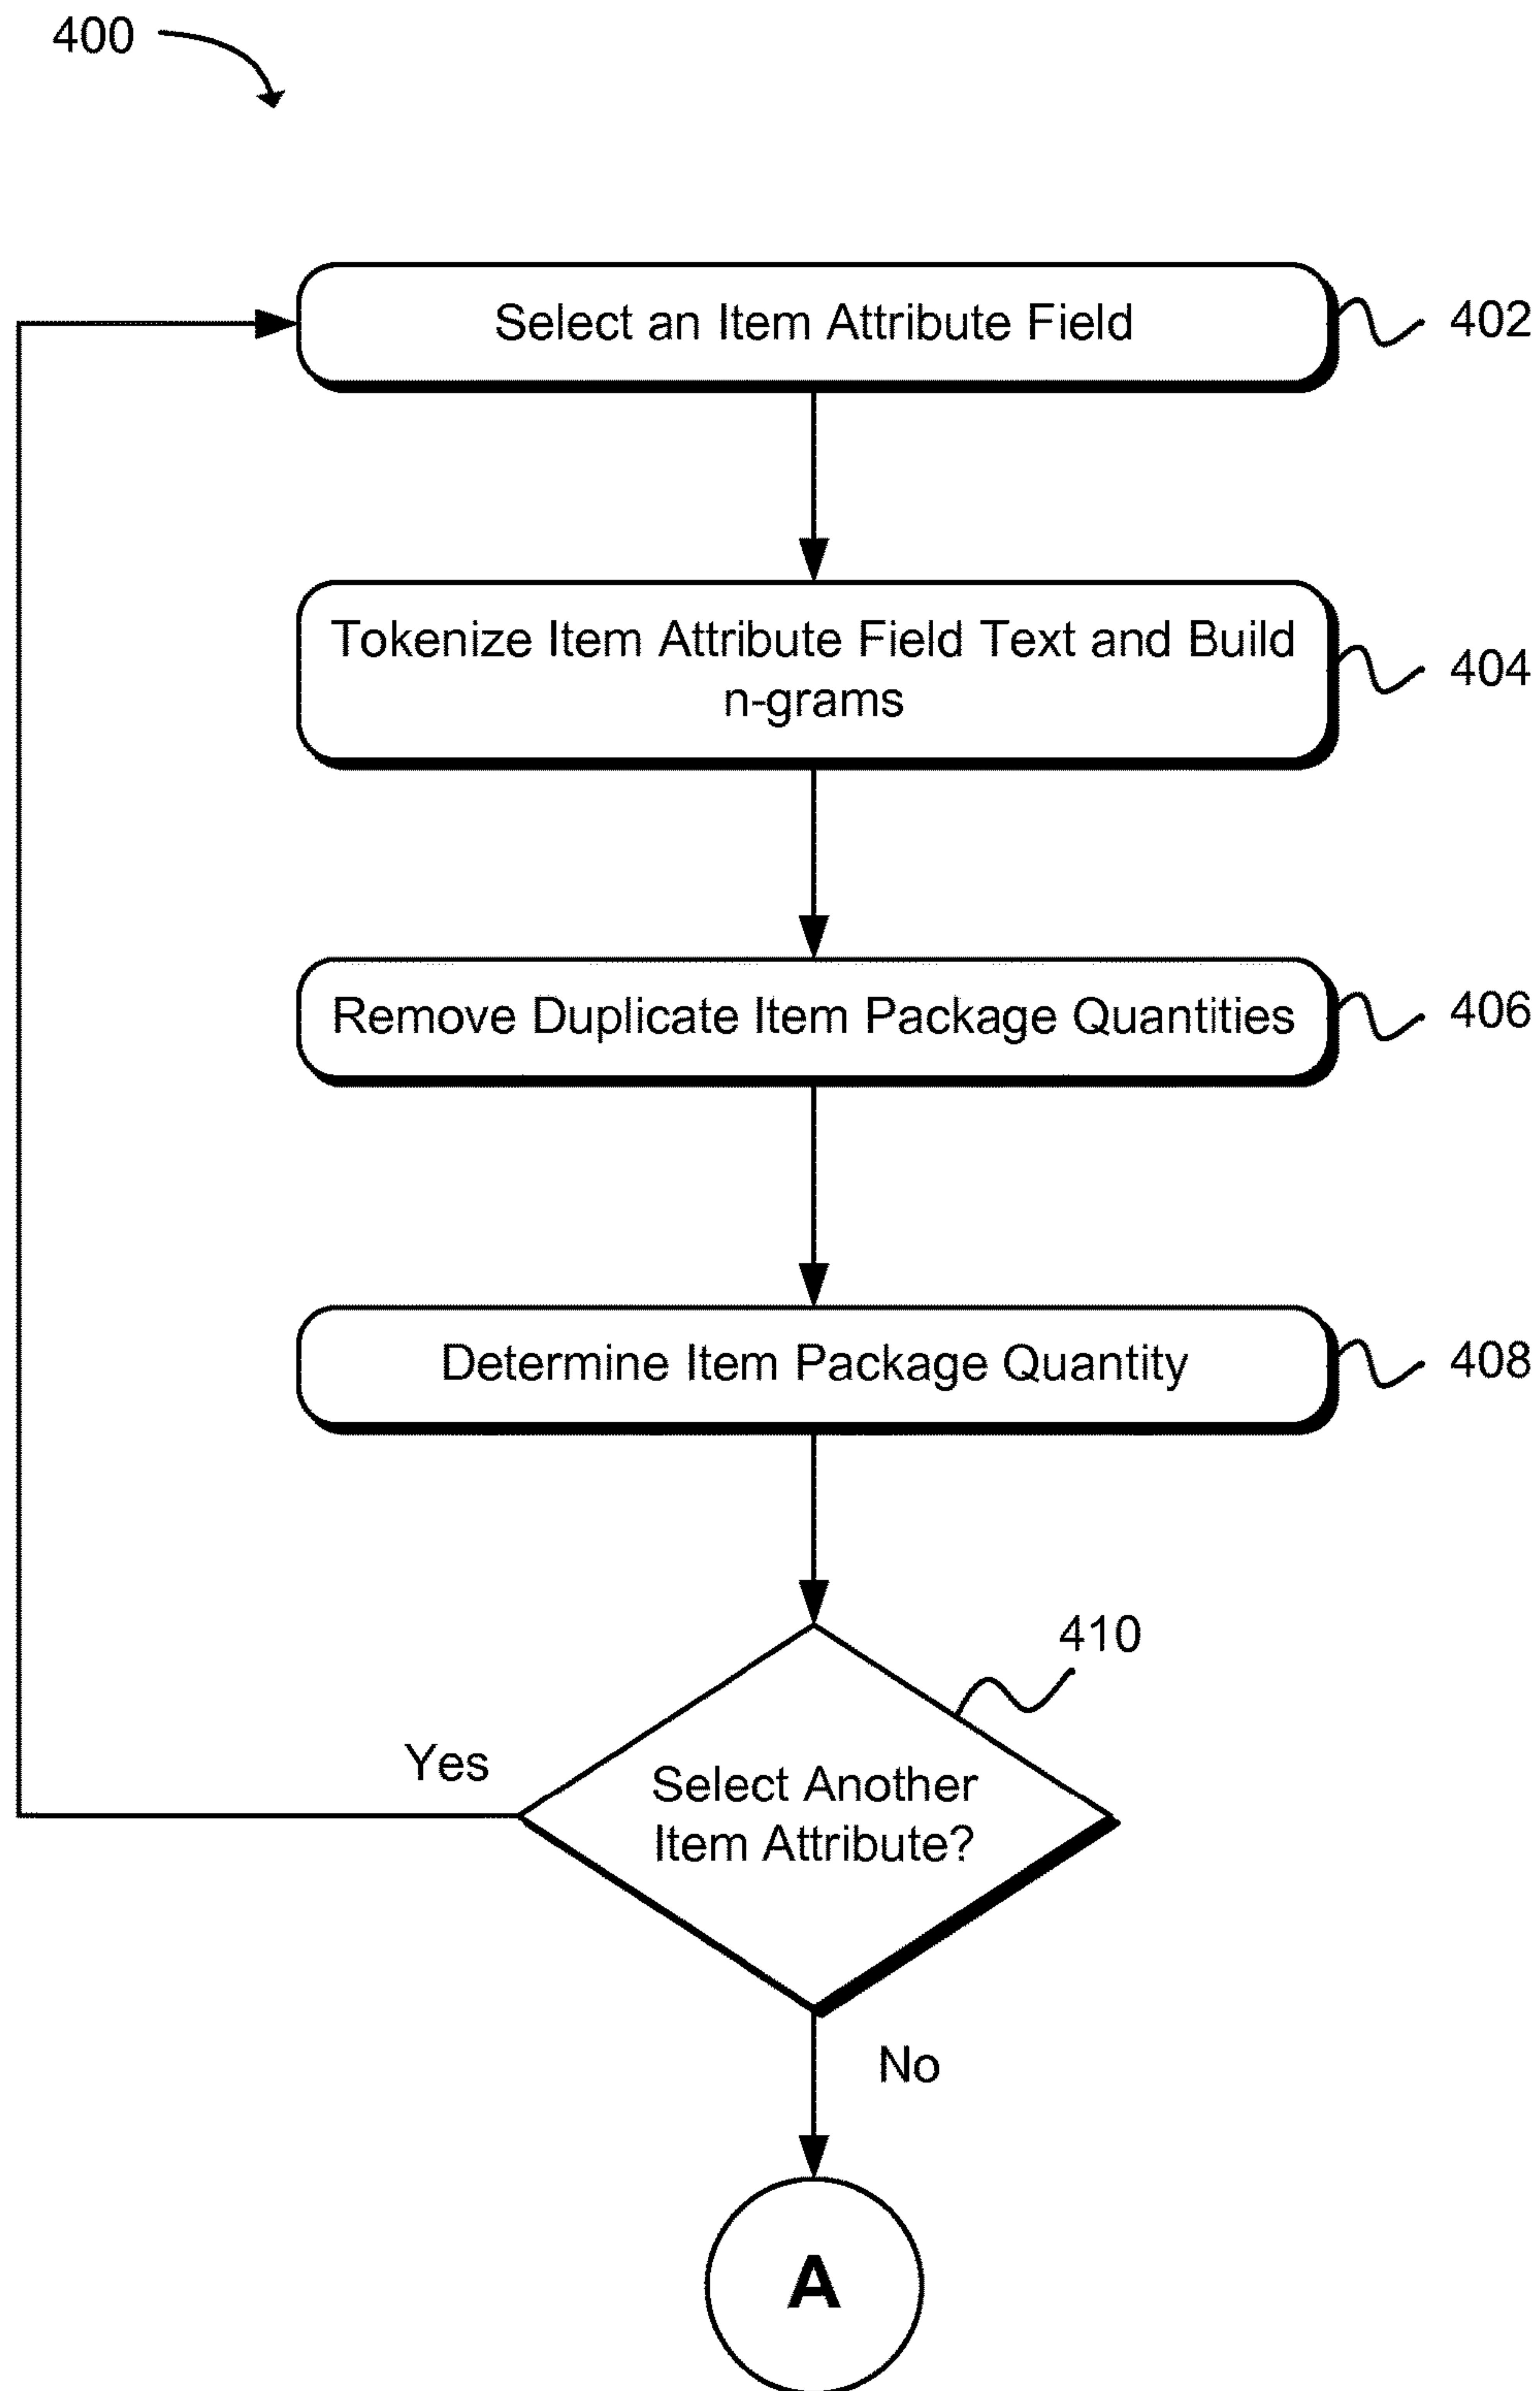 400
Select an Item Attribute Field
402
Tokenize Item Attribute Field Text and Build
n-grams
404
Remove Duplicate Item Package Quantities
406
Determine Item Package Quantity
408
410
Yes
Select Another
Item Attribute?
No
A